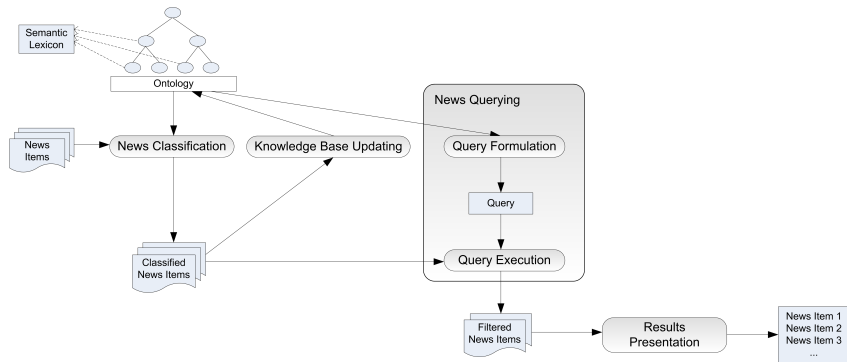 Semantic
Lexicon
Ontology
News Querying
News
Items
News Classification
Knowledge Base Updating
Query Formulation
Query
Classified
News Items
Query Execution
Filtered
News Items
Results
Presentation
News Item 1
News Item 2
News Item 3
...